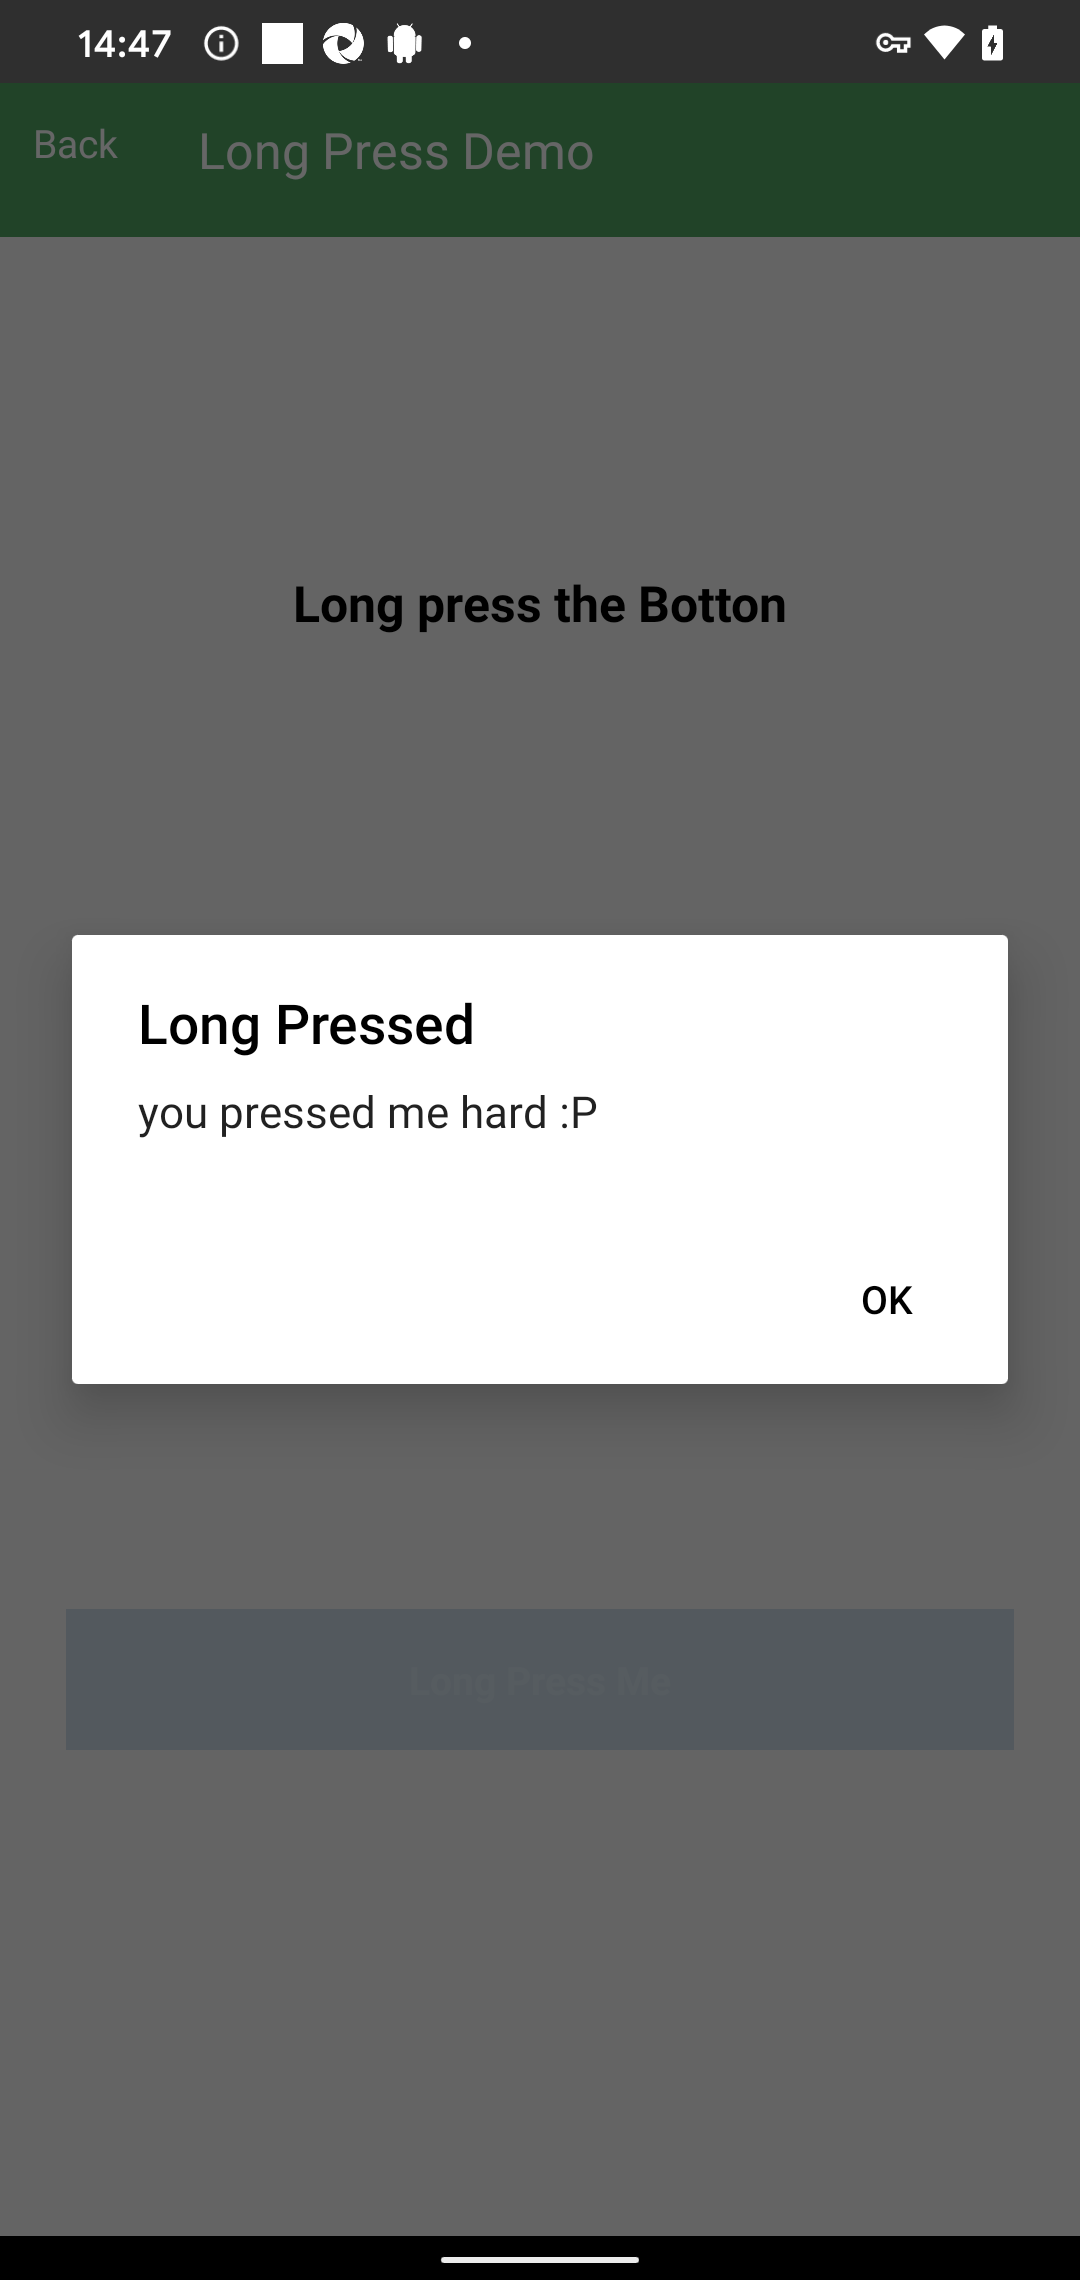 14:47
Back
Long Press Demo
Long press the Botton
Long Pressed
you pressed me hard :P
OK
Long Press Me